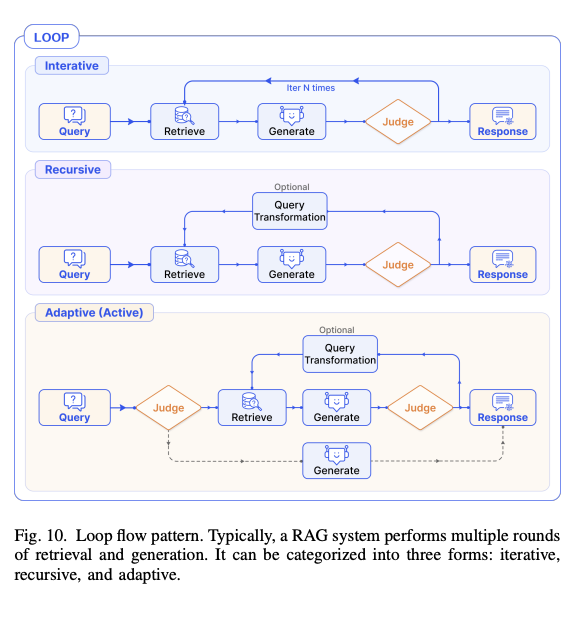 LOOP
Interative
Iter N times
Query
Retrieve
Generate
Judge
Response
Recursive
Optional
Query
Transformation
Query
Retrieve
Generate
Judge
Response
Adaptive (Active)
Optional
Query
Transformation
Query
Judge
Retrieve
Generate
Judge
Response
Generate
Fig. 10. Loop flow pattern. Typically, a RAG system performs multiple rounds
of retrieval and generation. It can be categorized into three forms: iterative,
recursive, and adaptive.